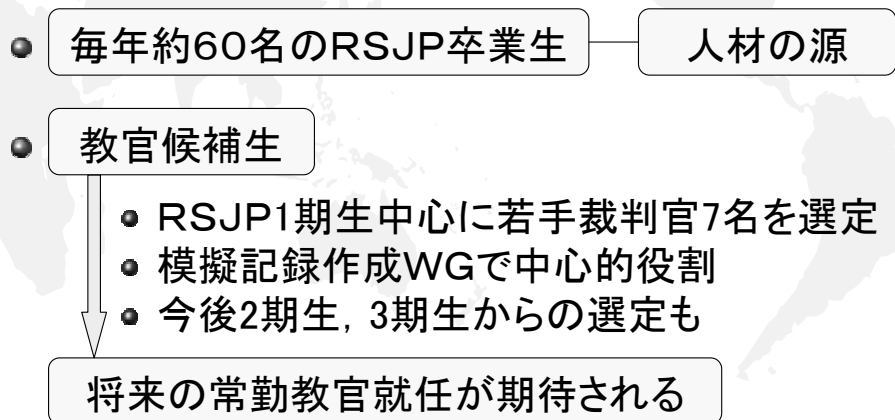 毎年約60名のRSJP卒業生 人材の源
教官候補生
RSJP1期生中心に若手裁判官7名を選定
模擬記録作成WGで中心的役割
今後2期生，3期生からの選定も
将来の常勤教官就任が期待される